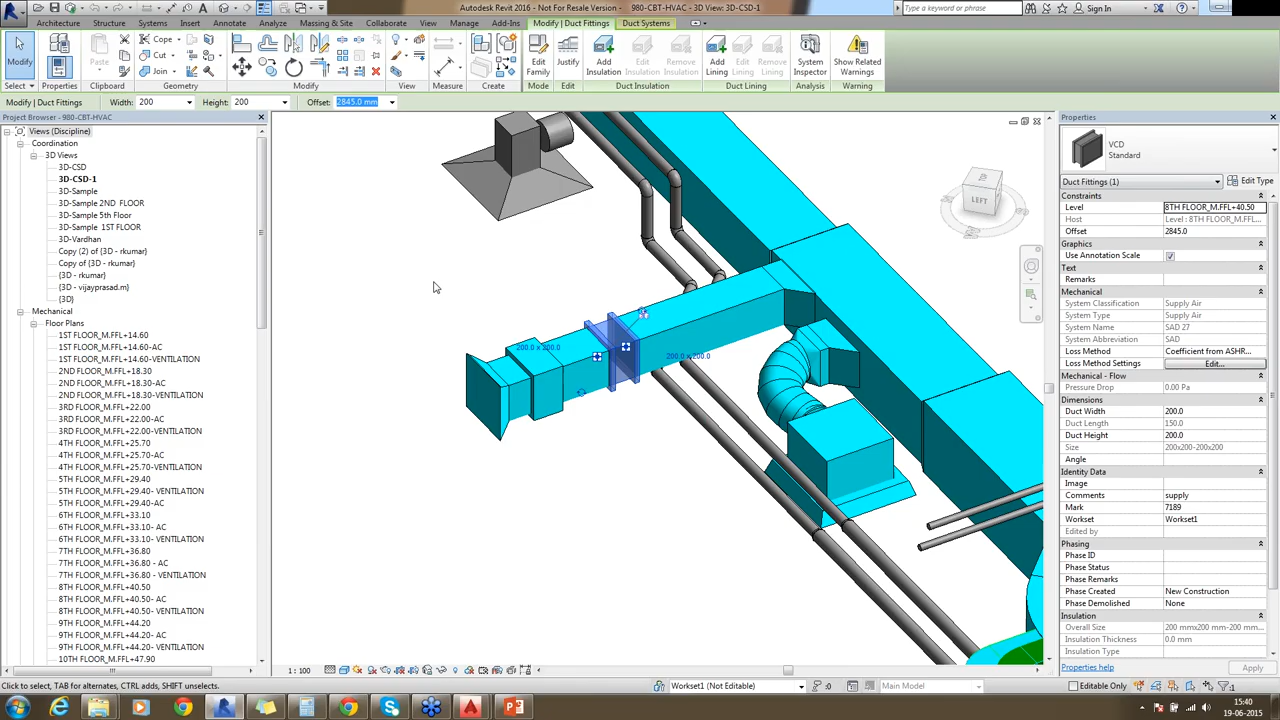 Autodesk Revit 2016 - Not For Resale Version - 980-CBT-HVAC - 3D View: 3D-CSD-1
Type a keyword or phrase
Sign In
Architecture Structure Systems Insert Annotate Analyze Massing & Site Collaborate View Manage Add-Ins Modify | Duct Fittings Duct Systems
Modify
Paste
Cope
Cut
Join
Edit Family
Justify
Add Insulation
Edit Insulation
Remove Insulation
Add Lining
Edit Lining
Remove Lining
System Inspector
Show Related Warnings
Select Properties Clipboard Geometry Modify View Measure Create Mode Edit Duct Insulation Duct Lining Analysis Warning
Modify | Duct Fittings Width: 200 Height: 200 Offset: 2845.0 mm
Project Browser - 980-CBT-HVAC
Views (Discipline)
Coordination
3D Views
3D-CSD
3D-CSD-1
3D-Sample
3D-Sample 2ND FLOOR
3D-Sample 5th Floor
3D-Sample 1ST FLOOR
3D-Vardhan
Copy (2) of {3D - rkumar}
Copy of {3D - rkumar}
{3D - rkumar}
{3D - vijayprasad.m}
{3D}
Mechanical
Floor Plans
1ST FLOOR_M.FFL+14.60
1ST FLOOR_M.FFL+14.60-AC
1ST FLOOR_M.FFL+14.60-VENTILATION
2ND FLOOR_M.FFL+18.30
2ND FLOOR_M.FFL+18.30-AC
2ND FLOOR_M.FFL+18.30-VENTILATION
3RD FLOOR_M.FFL+22.00
3RD FLOOR_M.FFL+22.00-AC
3RD FLOOR_M.FFL+22.00-VENTILATION
4TH FLOOR_M.FFL+25.70
4TH FLOOR_M.FFL+25.70-AC
4TH FLOOR_M.FFL+25.70-VENTILATION
5TH FLOOR_M.FFL+29.40
5TH FLOOR_M.FFL+29.40- VENTILATION
5TH FLOOR_M.FFL+29.40-AC
6TH FLOOR_M.FFL+33.10
6TH FLOOR_M.FFL+33.10- AC
6TH FLOOR_M.FFL+33.10- VENTILATION
7TH FLOOR_M.FFL+36.80
7TH FLOOR_M.FFL+36.80 - AC
7TH FLOOR_M.FFL+36.80 - VENTILATION
8TH FLOOR_M.FFL+40.50
8TH FLOOR_M.FFL+40.50- AC
8TH FLOOR_M.FFL+40.50- VENTILATION
9TH FLOOR_M.FFL+44.20
9TH FLOOR_M.FFL+44.20- AC
9TH FLOOR_M.FFL+44.20- VENTILATION
10TH FLOOR_M.FFL+47.90
200.0 x 200.0
200.0 x 200.0
LEFT
1 : 100
Properties
VCD
Standard
Duct Fittings (1) Edit Type
Constraints
Level 8TH FLOOR_M.FFL+40.50
Host Level : 8TH FLOOR_M.FFL...
Offset 2845.0
Graphics
Use Annotation Scale
Text
Remarks
Mechanical
System Classification Supply Air
System Type Supply Air
System Name SAD 27
System Abbreviation SAD
Loss Method Coefficient from ASHR...
Loss Method Settings Edit...
Mechanical - Flow
Pressure Drop 0.00 Pa
Dimensions
Duct Width 200.0
Duct Length 150.0
Duct Height 200.0
Size 200x200-200x200
Angle
Identity Data
Image
Comments supply
Mark 7189
Workset Workset1
Edited by
Phasing
Phase ID
Phase Status
Phase Remarks
Phase Created New Construction
Phase Demolished None
Insulation
Overall Size 200 mmx200 mm-200 mm...
Insulation Thickness 0.0 mm
Insulation Type
Properties help Apply
Click to select, TAB for alternates, CTRL adds, SHIFT unselects. Workset1 (Not Editable) :0 Main Model Editable Only :1
15:40
19-06-2015